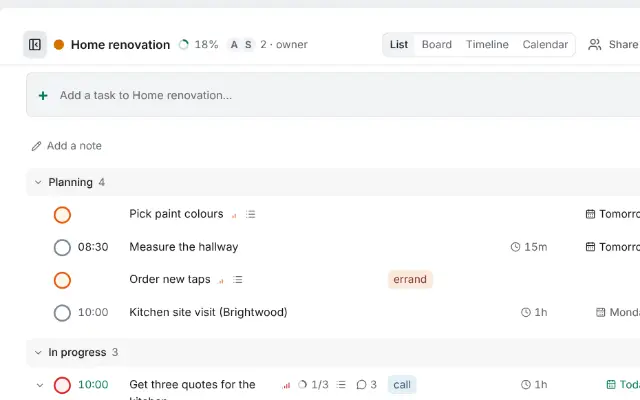 Home renovation 18% A S 2 · owner List Board Timeline Calendar Share
Add a task to Home renovation...
Add a note
Planning 4
Pick paint colours Tomorro
08:30 Measure the hallway 15m Tomorro
Order new taps errand
10:00 Kitchen site visit (Brightwood) 1h Monda
In progress 3
10:00 Get three quotes for the 1/3 3 call 1h Toda
kitchen